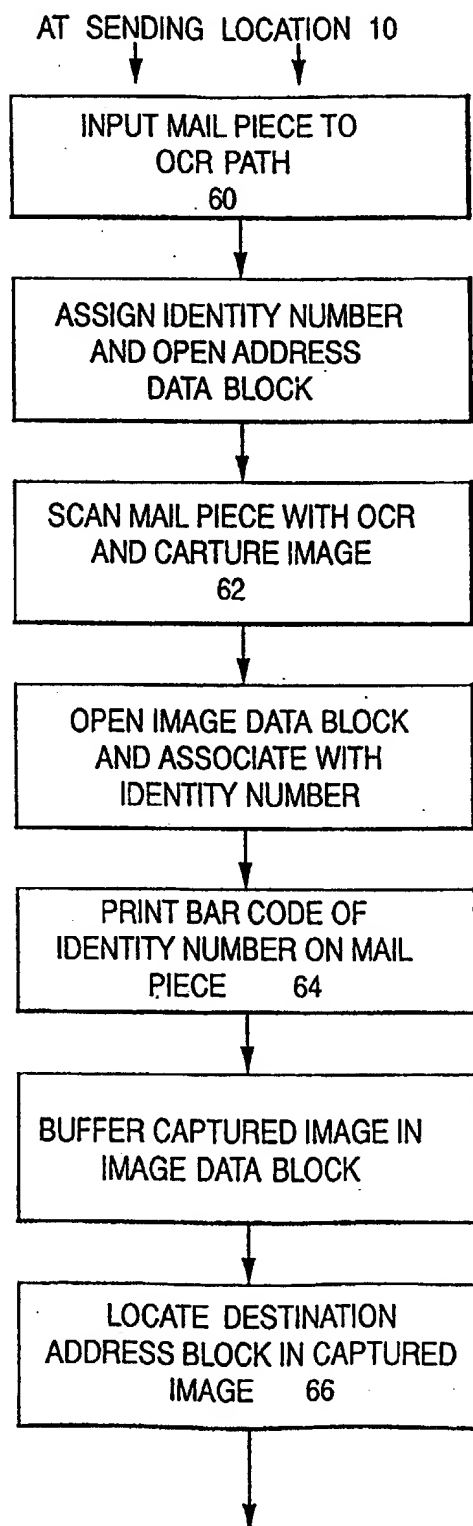 AT SENDING LOCATION 10
INPUT MAIL PIECE TO
OCR PATH
60
ASSIGN IDENTITY NUMBER
AND OPEN ADDRESS
DATA BLOCK
SCAN MAIL PIECE WITH OCR
AND CARTURE IMAGE
62
OPEN IMAGE DATA BLOCK
AND ASSOCIATE WITH
IDENTITY NUMBER
PRINT BAR CODE OF
IDENTITY NUMBER ON MAIL
PIECE 64
BUFFER CAPTURED IMAGE IN
IMAGE DATA BLOCK
LOCATE DESTINATION
ADDRESS BLOCK IN CAPTURED
IMAGE 66